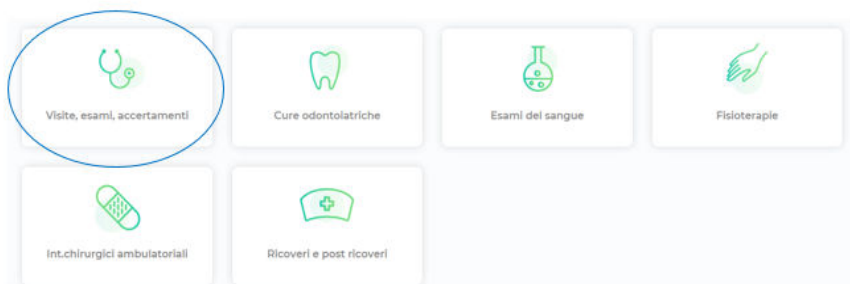 Visite, esami, accertamenti
Cure odontoiatriche
Esami del sangue
Fisioterapie
Int.chirurgici ambulatoriali
Ricoveri e post ricoveri